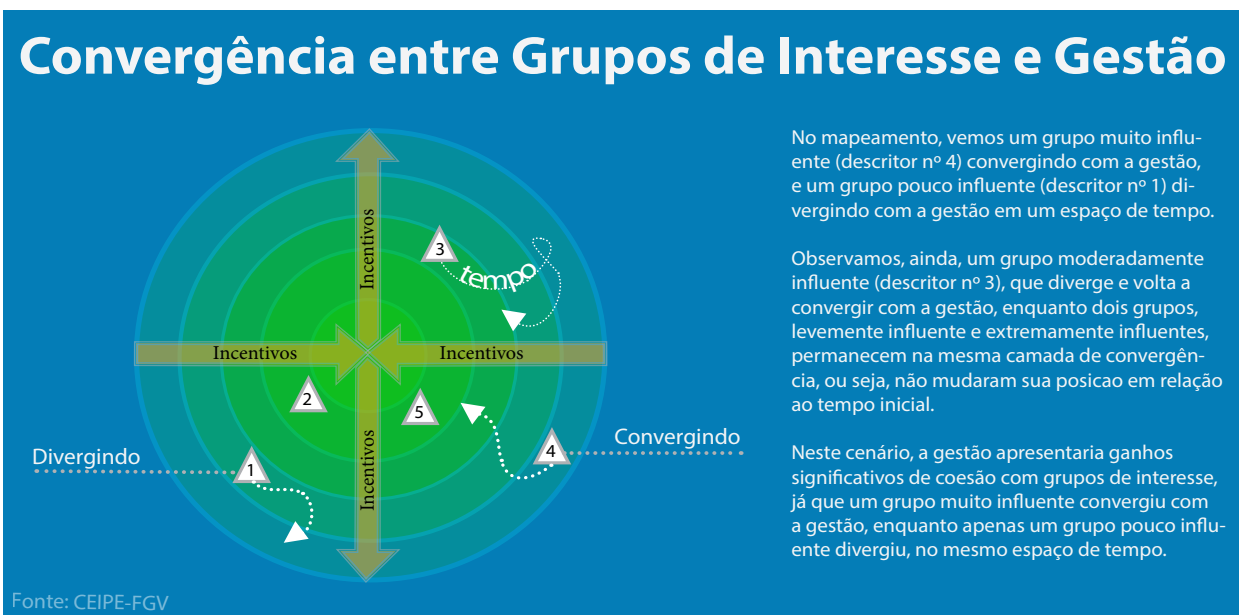 Convergência entre Grupos de Interesse e Gestão
No mapeamento, vemos um grupo muito influ-
ente (descritor nº 4) convergindo com a gestão,
e um grupo pouco influente (descritor nº 1) di-
vergindo com a gestão em um espaço de tempo.
Observamos, ainda, um grupo moderadamente
influente (descritor nº 3), que diverge e volta a
convergir com a gestão, enquanto dois grupos,
levemente influente e extremamente influentes,
permanecem na mesma camada de convergên-
cia, ou seja, não mudaram sua posicao em relação
ao tempo inicial.
Neste cenário, a gestão apresentaria ganhos
significativos de coesão com grupos de interesse,
já que um grupo muito influente convergiu com
a gestão, enquanto apenas um grupo pouco influ-
ente divergiu, no mesmo espaço de tempo.
Incentivos
3
tempo
Incentivos
Incentivos
2
5
Incentivos
Divergindo
1
4
Convergindo
Fonte: CEIPE-FGV